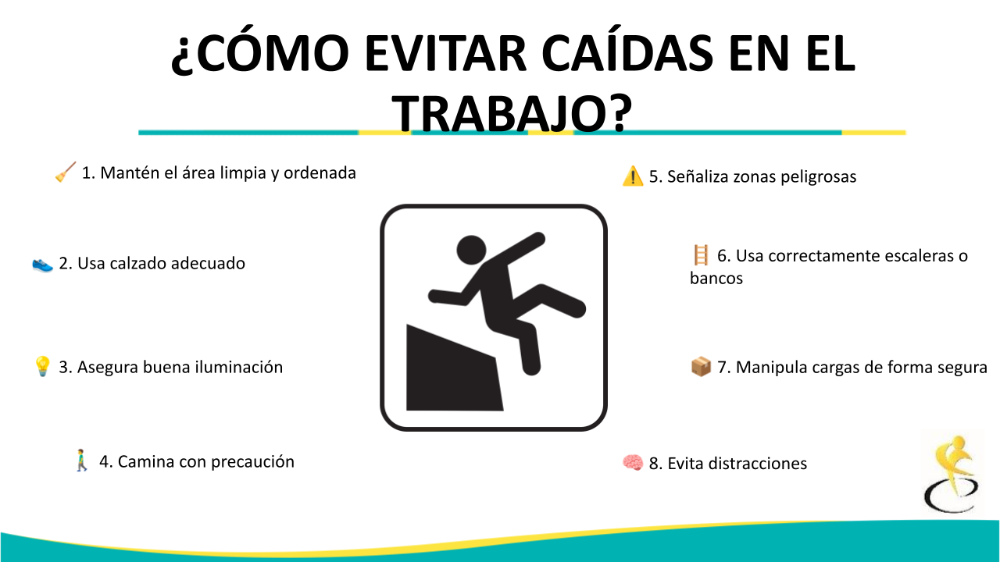 ¿CÓMO EVITAR CAÍDAS EN EL
TRABAJO?
🧹 1. Mantén el área limpia y ordenada
👟 2. Usa calzado adecuado
💡 3. Asegura buena iluminación
🚶‍♂️ 4. Camina con precaución
⚠️ 5. Señaliza zonas peligrosas
🪜 6. Usa correctamente escaleras o
bancos
📦 7. Manipula cargas de forma segura
🧠 8. Evita distracciones